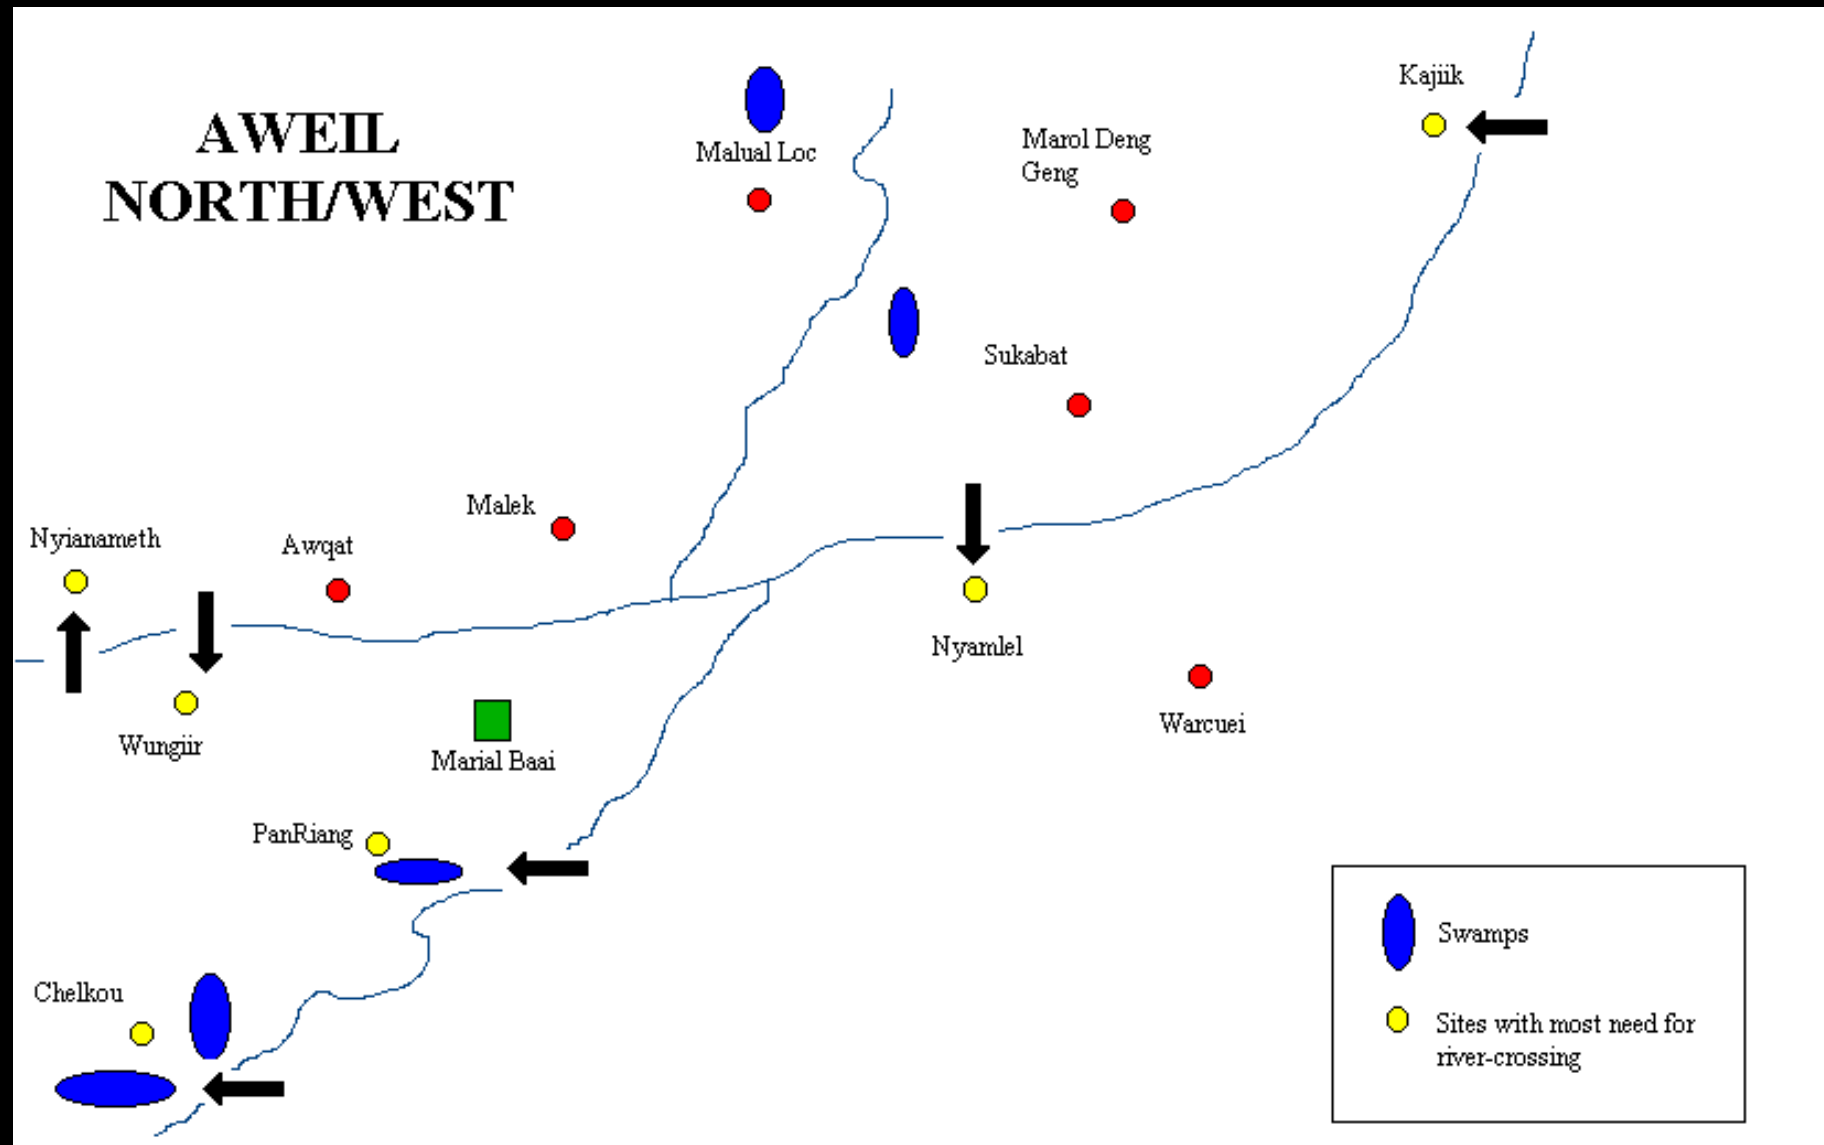 AWEIL
NORTH/WEST
Kajiik
Malual Loc
Marol Deng
Geng
Sukabat
Malek
Nyianameth
Awqat
Nyamlel
Warcuei
Wungiir
Marial Baai
PanRiang
Chelkou
Swamps
Sites with most need for
river-crossing